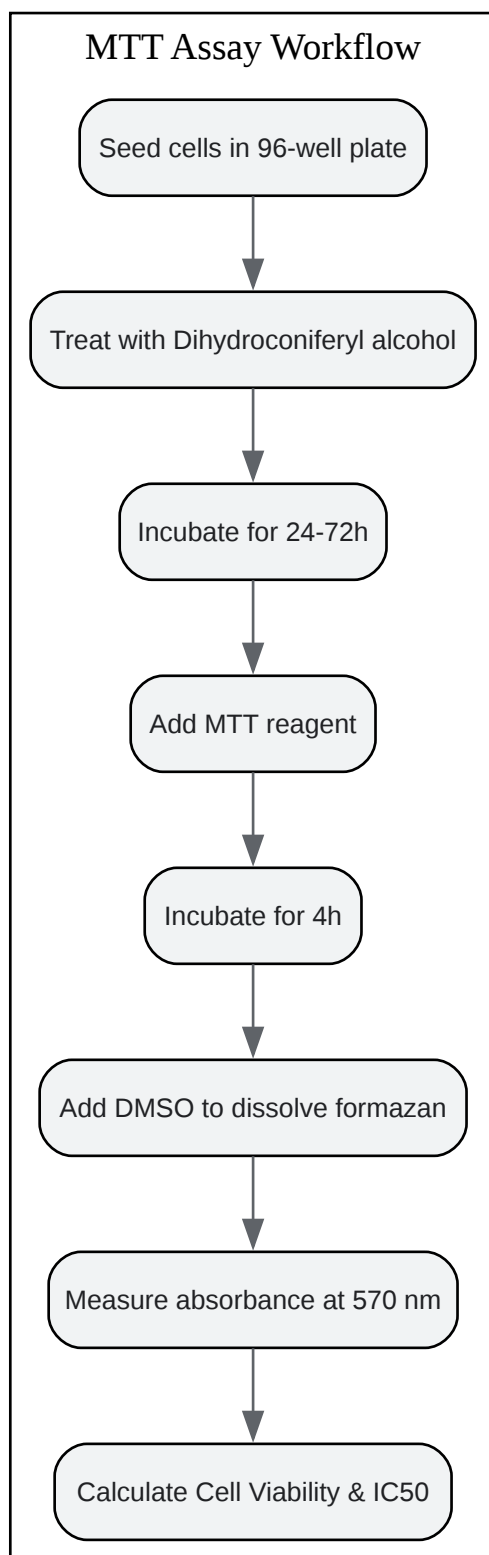 MTT Assay Workflow
Seed cells in 96-well plate
Treat with Dihydroconiferyl alcohol
Incubate for 24-72h
Add MTT reagent
Incubate for 4h
Add DMSO to dissolve formazan
Measure absorbance at 570 nm
Calculate Cell Viability & IC50